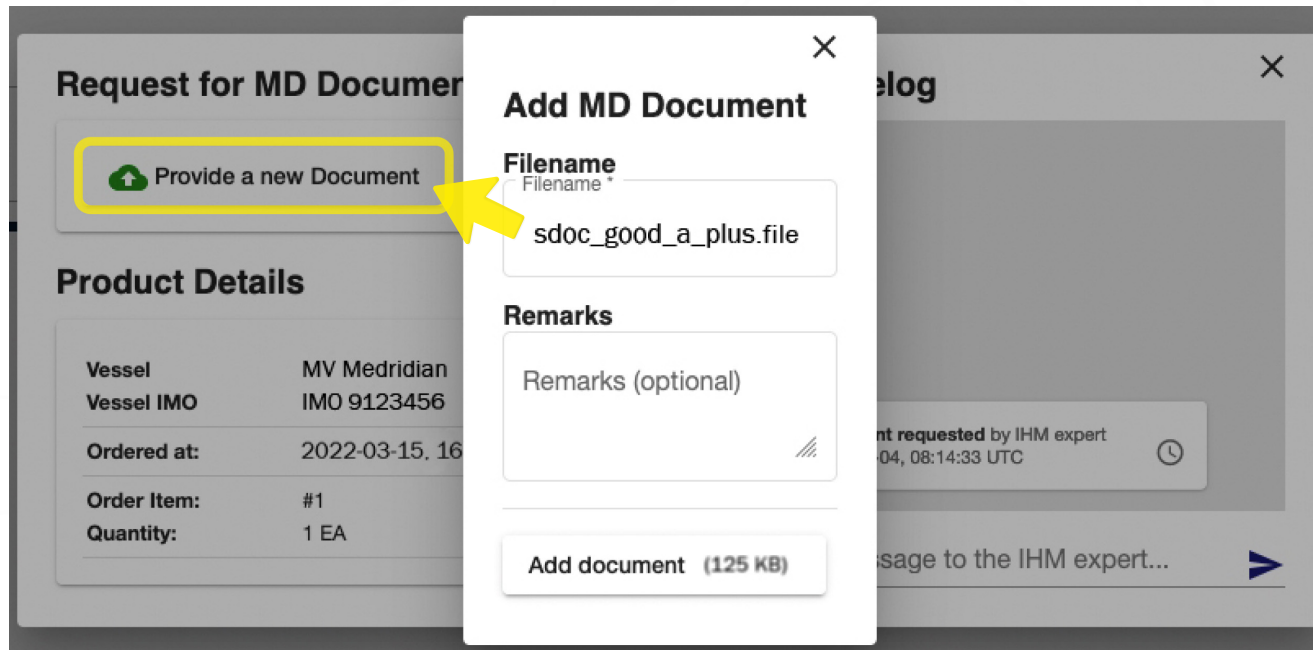 Request for MD Documen
Provide a new Document
Product Details
Vessel MV Medridian
Vessel IMO IMO 9123456
Ordered at: 2022-03-15, 16
Order Item: #1
Quantity: 1 EA
Add MD Document
Filename
Filename *
sdoc_good_a_plus.file
Remarks
Remarks (optional)
Add document (125 KB)
elog
nt requested by IHM expert
-04, 08:14:33 UTC
ssage to the IHM expert...